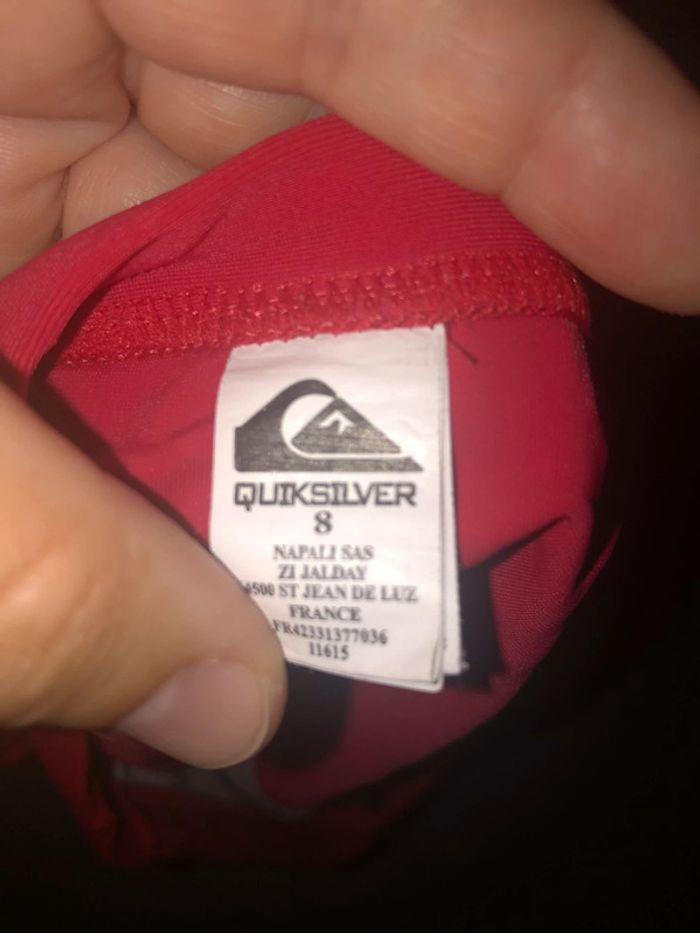 QUIKSILVER
8
NAPALI SAS
ZI JALDAY
4500 ST JEAN DE LUZ
FRANCE
FR42331377036
11615